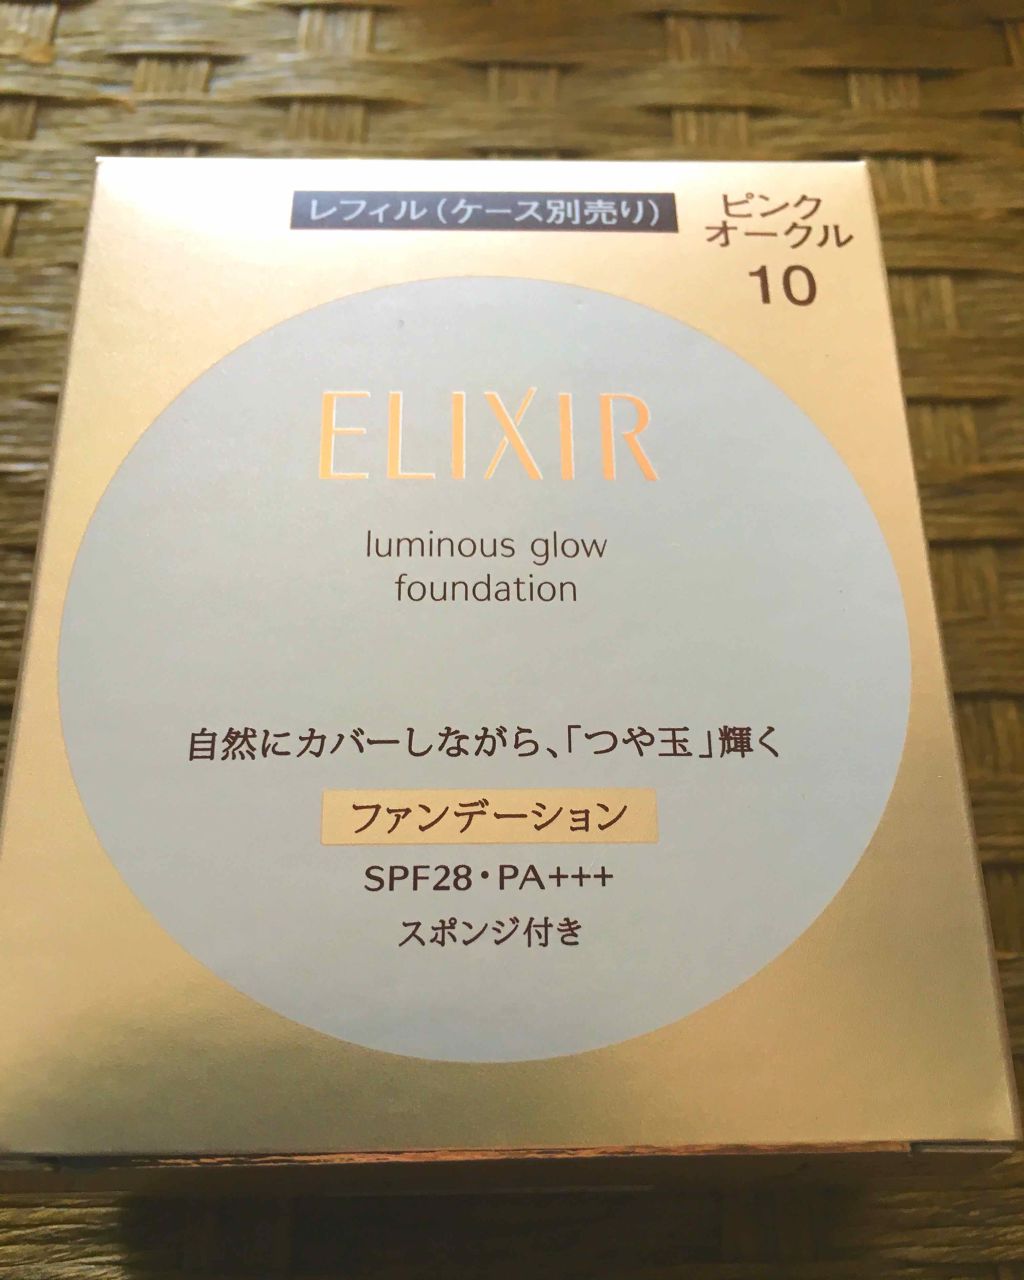 レフィル(ケース別売り)
ピンク
オークル
10
ELIXIR
luminous glow
foundation
自然にカバーしながら、「つや玉」輝く
ファンデーション
SPF28・PA+++
スポンジ付き